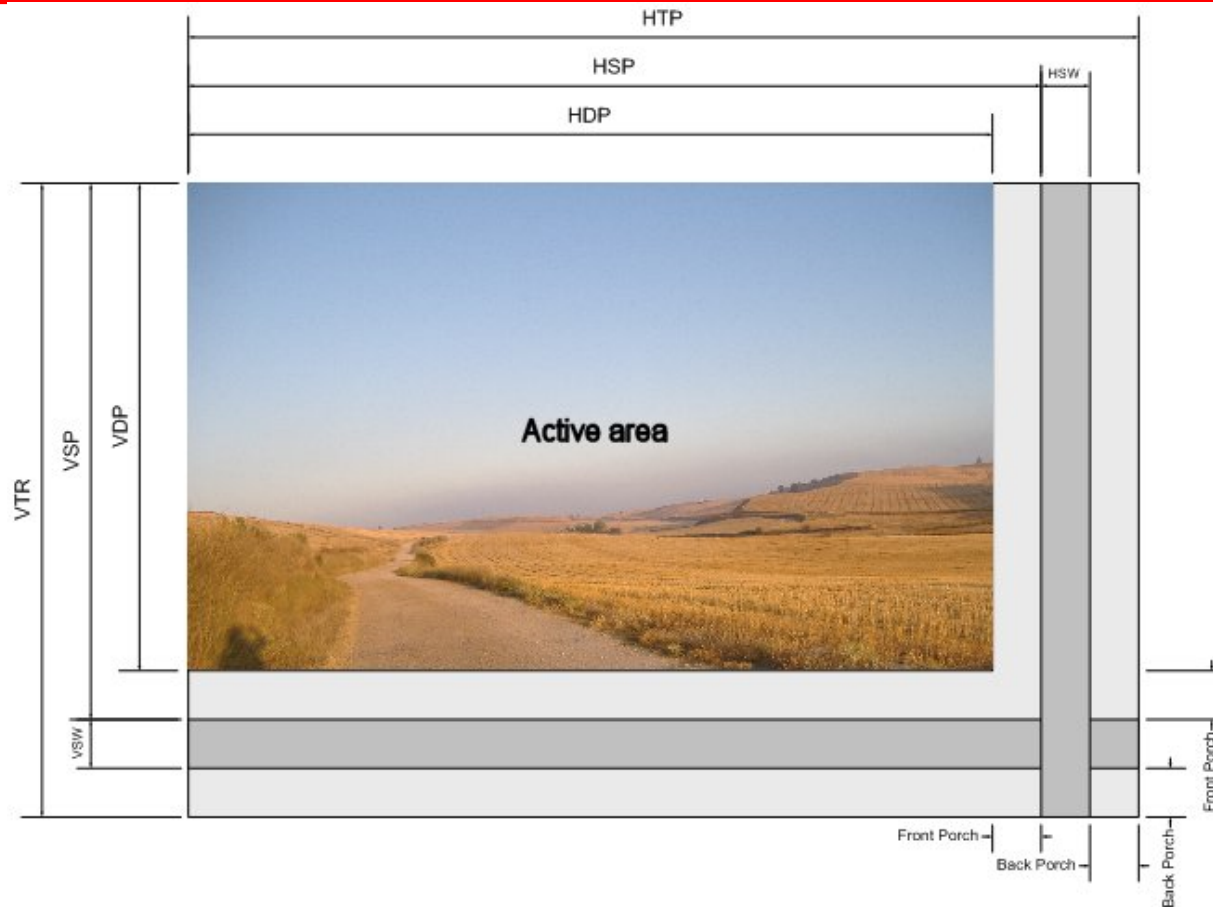 HTP
HSP
HSW
HDP
VTR
VSP
VDP
Active area
VSW
Front Porch
Front Porch
Back Porch
Back Porch